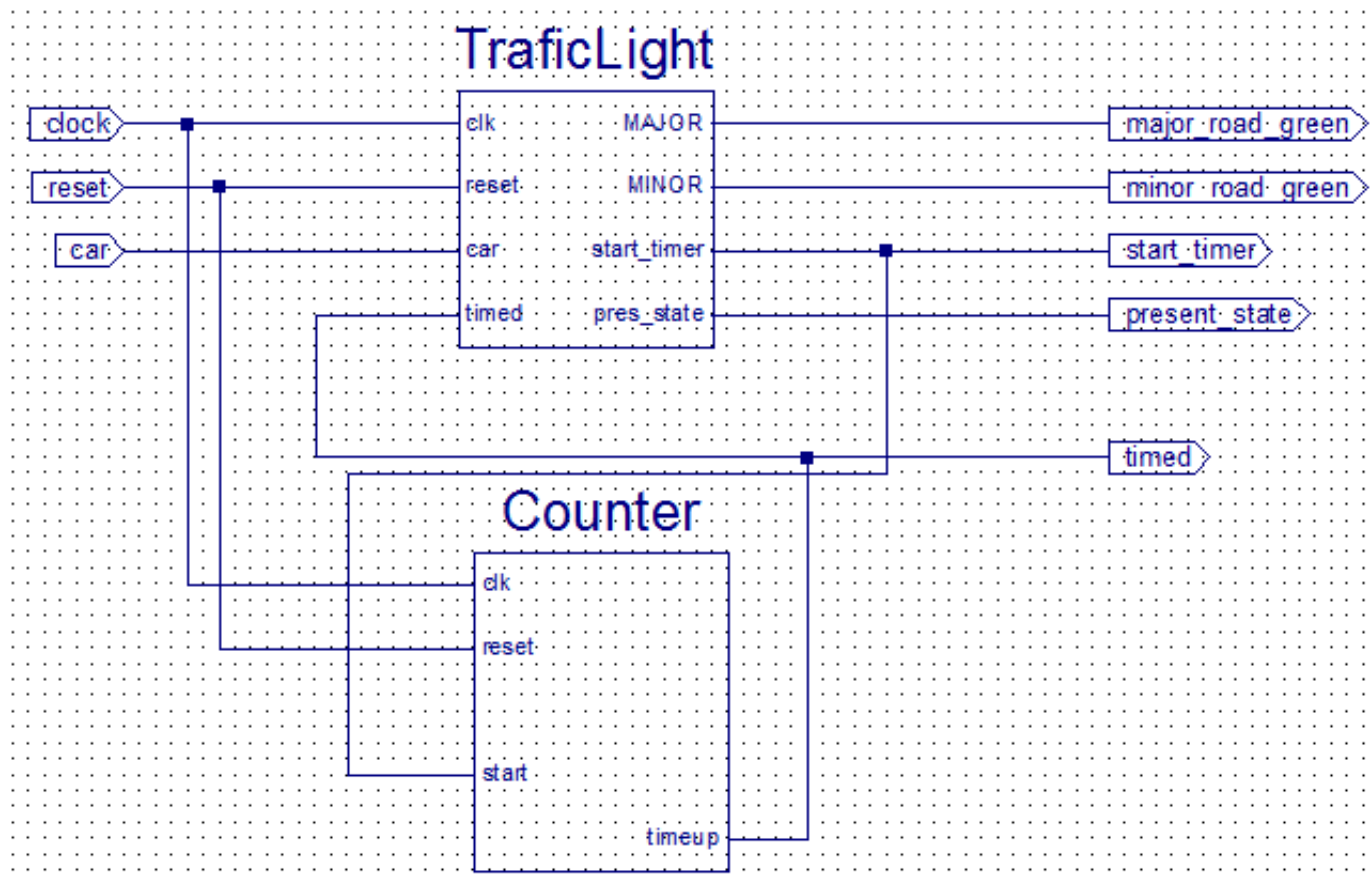 TraficLight
clock
clk
MAJOR
major_road_green
reset
reset
MINOR
minor_road_green
car
car
start_timer
start_timer
timed
pres_state
present_state
timed
Counter
clk
reset
start
timeup